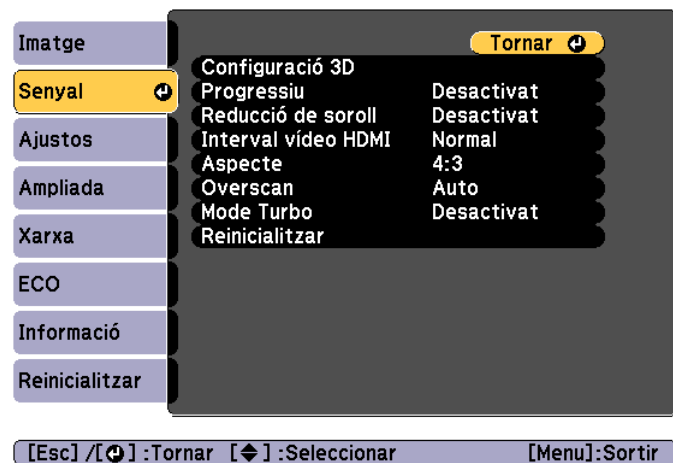 Imatge
Senyal
Ajustos
Ampliada
Xarxa
ECO
Informació
Reinicialitzar
Tornar
Configuració 3D
Progressiu Desactivat
Reducció de soroll Desactivat
Interval vídeo HDMI Normal
Aspecte 4:3
Overscan Auto
Mode Turbo Desactivat
Reinicialitzar
[Esc] /[ ] :Tornar [ ] :Seleccionar [Menu]:Sortir